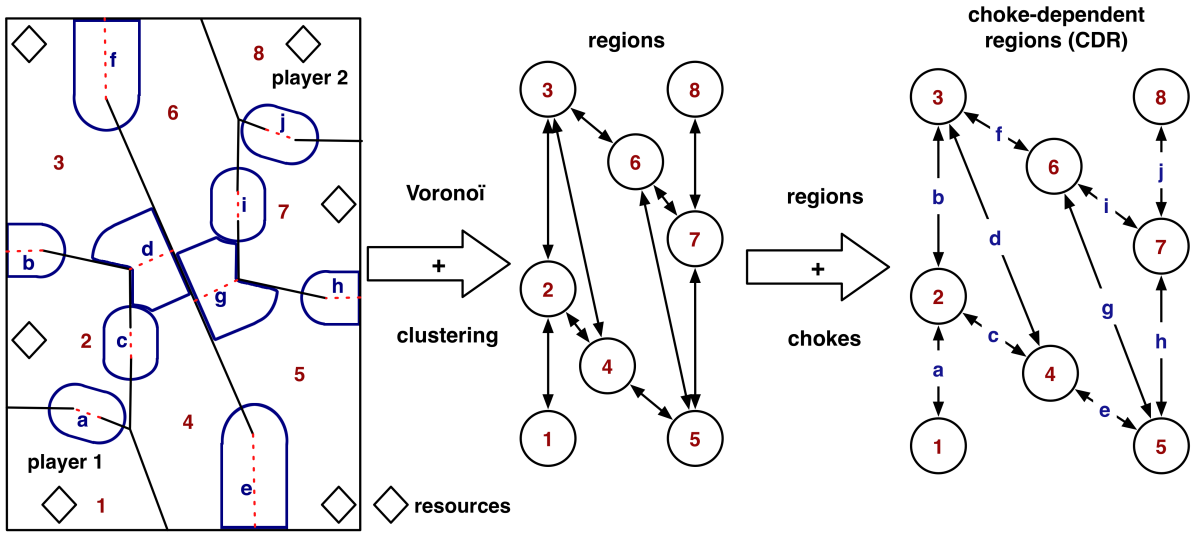 f
8
player 2
6
j
3
i
7
b
d
g
h
2
c
5
a
4
player 1
e
1
resources
Voronoï
+
clustering
regions
3
8
6
7
2
4
1
5
regions
+
chokes
choke-dependent
regions (CDR)
3
8
f
6
j
b
i
d
7
2
g
c
h
a
4
e
1
5